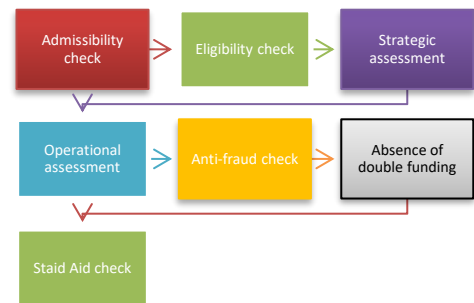 Admissibility
check
Eligibility check
Strategic
assessment
Operational
assessment
Anti-fraud check
Absence of
double funding
Staid Aid check